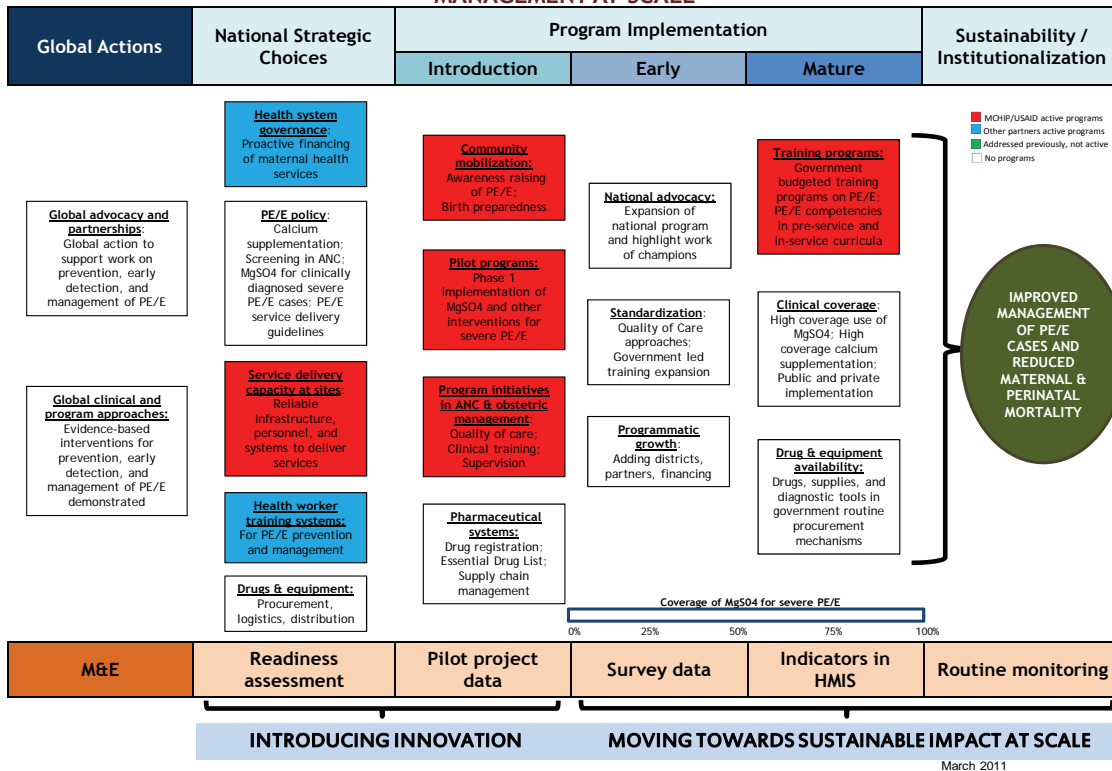 MANAGEMENT AT SCALE
Global Actions
National Strategic
Choices
Program Implementation
Introduction
Early
Mature
Sustainability /
Institutionalization
MCHIP/USAID active programs
Other partners active programs
Addressed previously, not active
No programs
Global advocacy and
partnerships:
Global action to
support work on
prevention, early
detection, and
management of PE/E
Global clinical and
program approaches:
Evidence-based
interventions for
prevention, early
detection, and
management of PE/E
demonstrated
Health system
governance:
Proactive financing
of maternal health
services
PE/E policy:
Calcium
supplementation;
Screening in ANC;
MgSO4 for clinically
diagnosed severe
PE/E cases; PE/E
service delivery
guidelines
Service delivery
capacity at sites:
Reliable
infrastructure,
personnel, and
systems to deliver
services
Health worker
training systems:
For PE/E prevention
and management
Drugs & equipment:
Procurement,
logistics, distribution
Community
mobilization:
Awareness raising
of PE/E;
Birth preparedness
Pilot programs:
Phase 1
implementation of
MgSO4 and other
interventions for
severe PE/E
Program initiatives
in ANC & obstetric
management:
Quality of care;
Clinical training;
Supervision
Pharmaceutical
systems:
Drug registration;
Essential Drug List;
Supply chain
management
National advocacy:
Expansion of
national program
and highlight work of
champions
Standardization:
Quality of Care
approaches;
Government led
training expansion
Programmatic
growth:
Adding districts,
partners, financing
Training programs:
Government
budgeted training
programs on PE/E;
PE/E competencies
in pre-service and
in-service curricula
Clinical coverage:
High coverage use of
MgSO4; High
coverage calcium
supplementation;
Public and private
implementation
Drug & equipment
availability:
Drugs, supplies, and
diagnostic tools in
government routine
procurement
mechanisms
IMPROVED
MANAGEMENT
OF PE/E
CASES AND
REDUCED
MATERNAL &
PERINATAL
MORTALITY
Coverage of MgS04 for severe PE/E
0% 25% 50% 75% 100%
M&E
Readiness
assessment
Pilot project
data
Survey data
Indicators in
HMIS
Routine monitoring
INTRODUCING INNOVATION
MOVING TOWARDS SUSTAINABLE IMPACT AT SCALE
March 2011